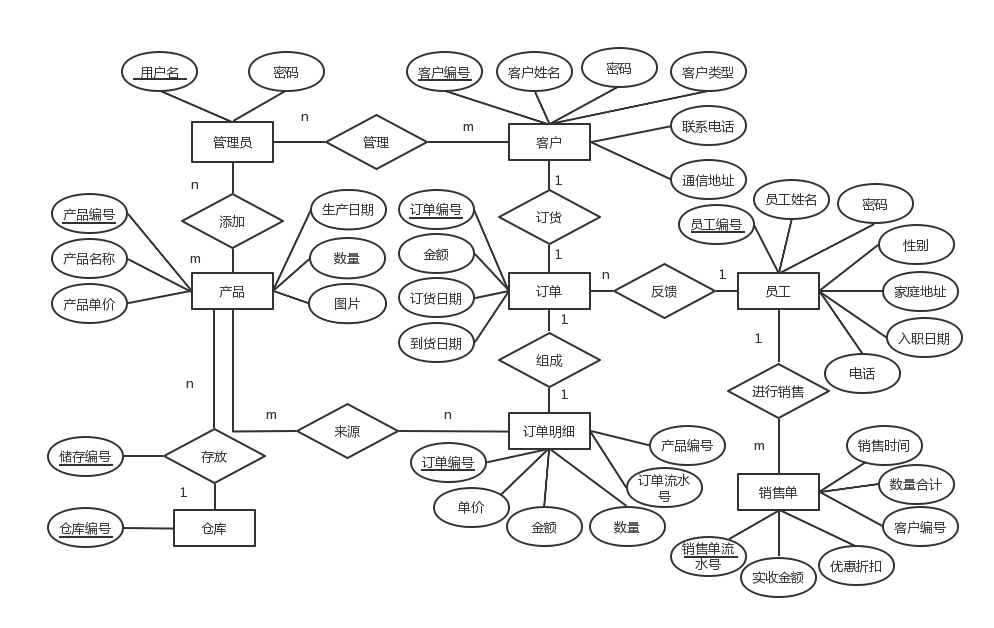 用户名
密码
客户编号
客户姓名
密码
客户类型
管理员
n
管理
m
客户
联系电话
通信地址
1
n
添加
m
订货
1
产品编号
产品名称
产品单价
产品
生产日期
数量
图片
订单编号
金额
订货日期
到货日期
订单
n
反馈
1
员工
员工编号
员工姓名
密码
性别
家庭地址
入职日期
电话
1
组成
1
1
进行销售
m
n
m
来源
n
订单明细
产品编号
订单流水
号
订单编号
单价
金额
数量
储存编号
存放
1
仓库编号
仓库
销售单
销售时间
数量合计
客户编号
优惠折扣
实收金额
销售单流
水号